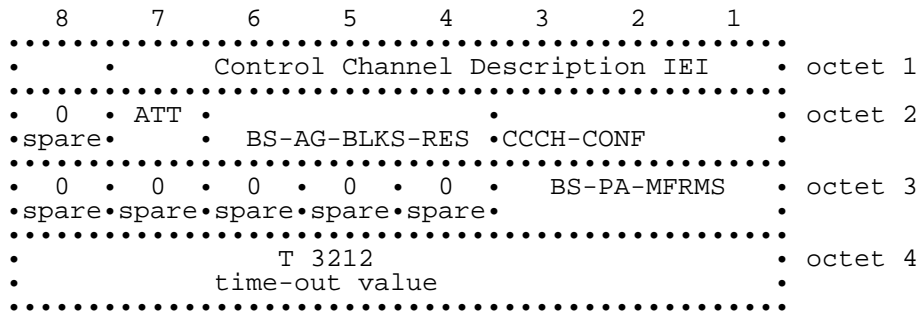 8 7 6 5 4 3 2 1
Control Channel Description IEI octet 1
0 ATT octet 2
spare BS-AG-BLKS-RES CCCH-CONF
0 0 0 0 0 BS-PA-MFRMS octet 3
spare spare spare spare spare
T 3212 octet 4
time-out value